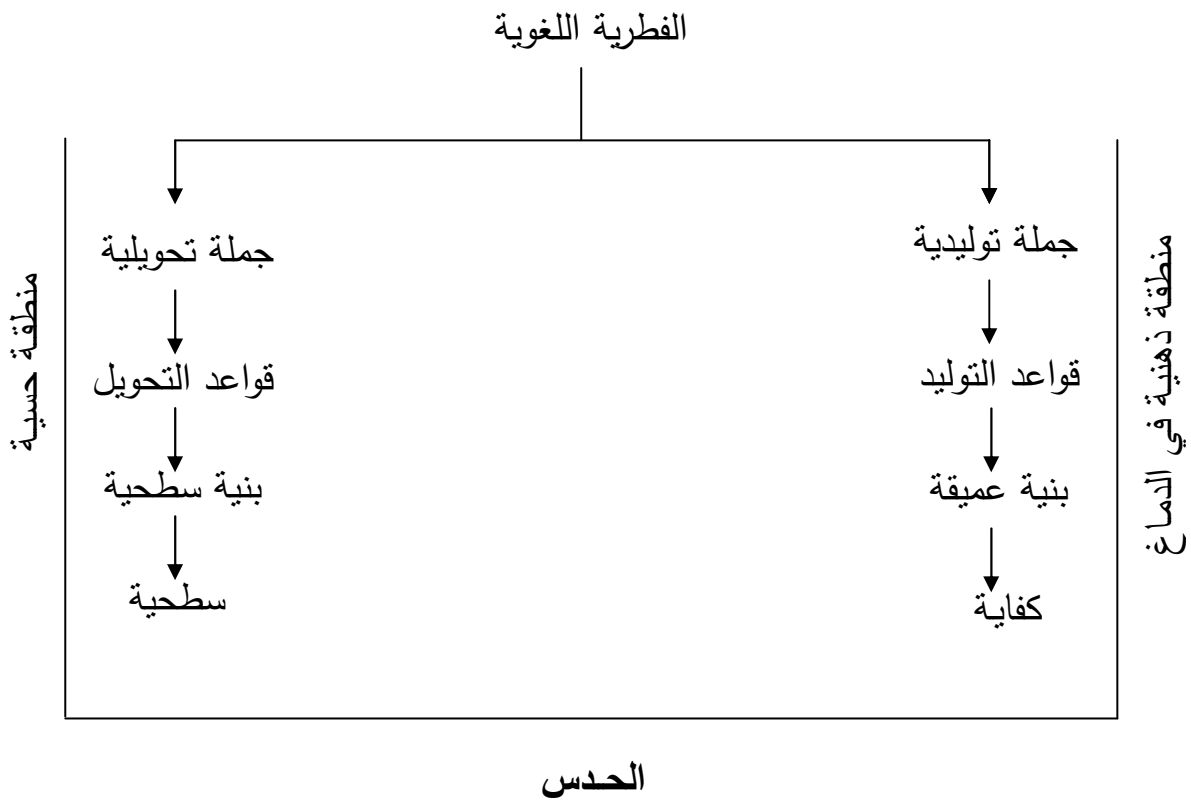 الفطرية اللغوية
جملة توليدية
جملة تحويلية
قواعد التوليد
قواعد التحويل
بنية عميقة
بنية سطحية
كفاية
سطحية
منطقة ذهنية في الدماغ
منطقة حسية
الحدس